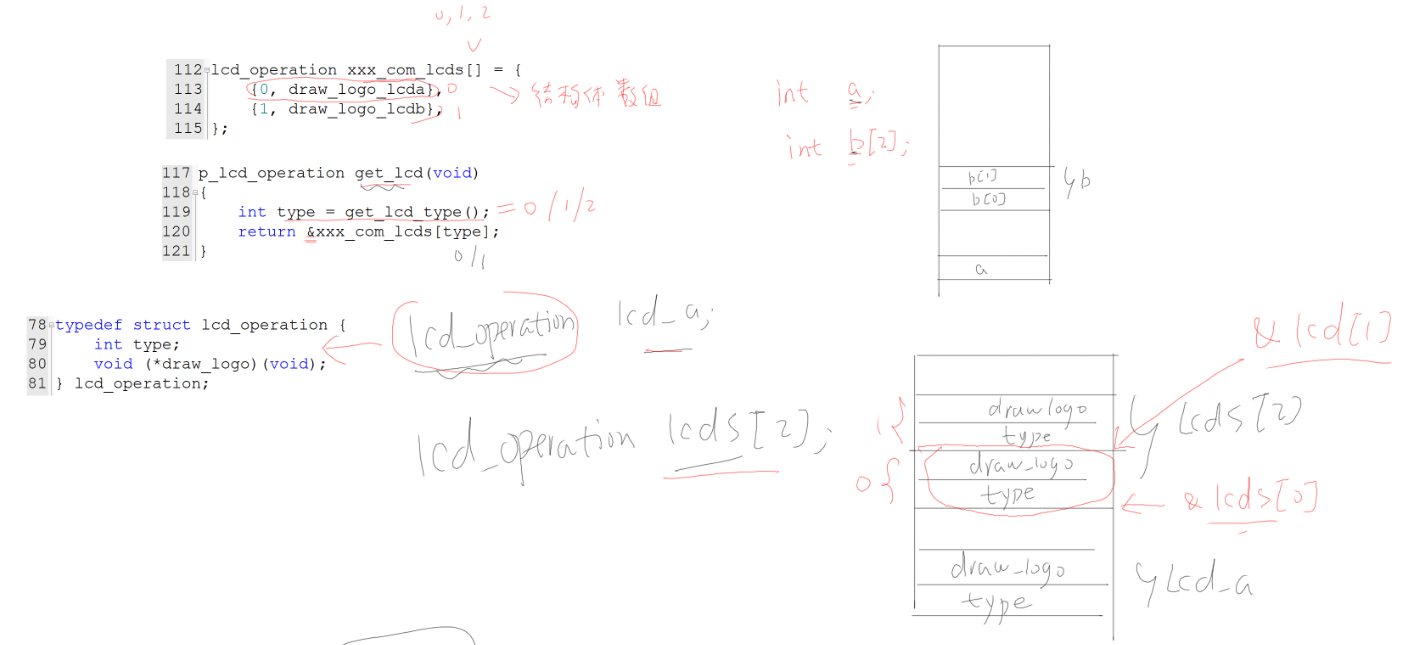 0, 1, 2
112 lcd_operation xxx_com_lcds[] = {
113     {0, draw_logo_lcda}, 0
114     {1, draw_logo_lcdb}, 1
115 };
结构体数组
int a;
int b[2];
b[1]
b[0]
b
a
117 p_lcd_operation get_lcd(void)
118 {
119     int type = get_lcd_type(); = 0 / 1/2
120     return &xxx_com_lcds[type];
121 }
0/1
78 typedef struct lcd_operation {
79     int type;
80     void (*draw_logo)(void);
81 } lcd_operation;
lcd_operation lcd_a;
lcd_operation lcds[2];
& lcd[1]
1
draw logo
type
Lcds[2]
0
draw_logo
type
& lcds[0]
draw_logo
type
Lcd_a